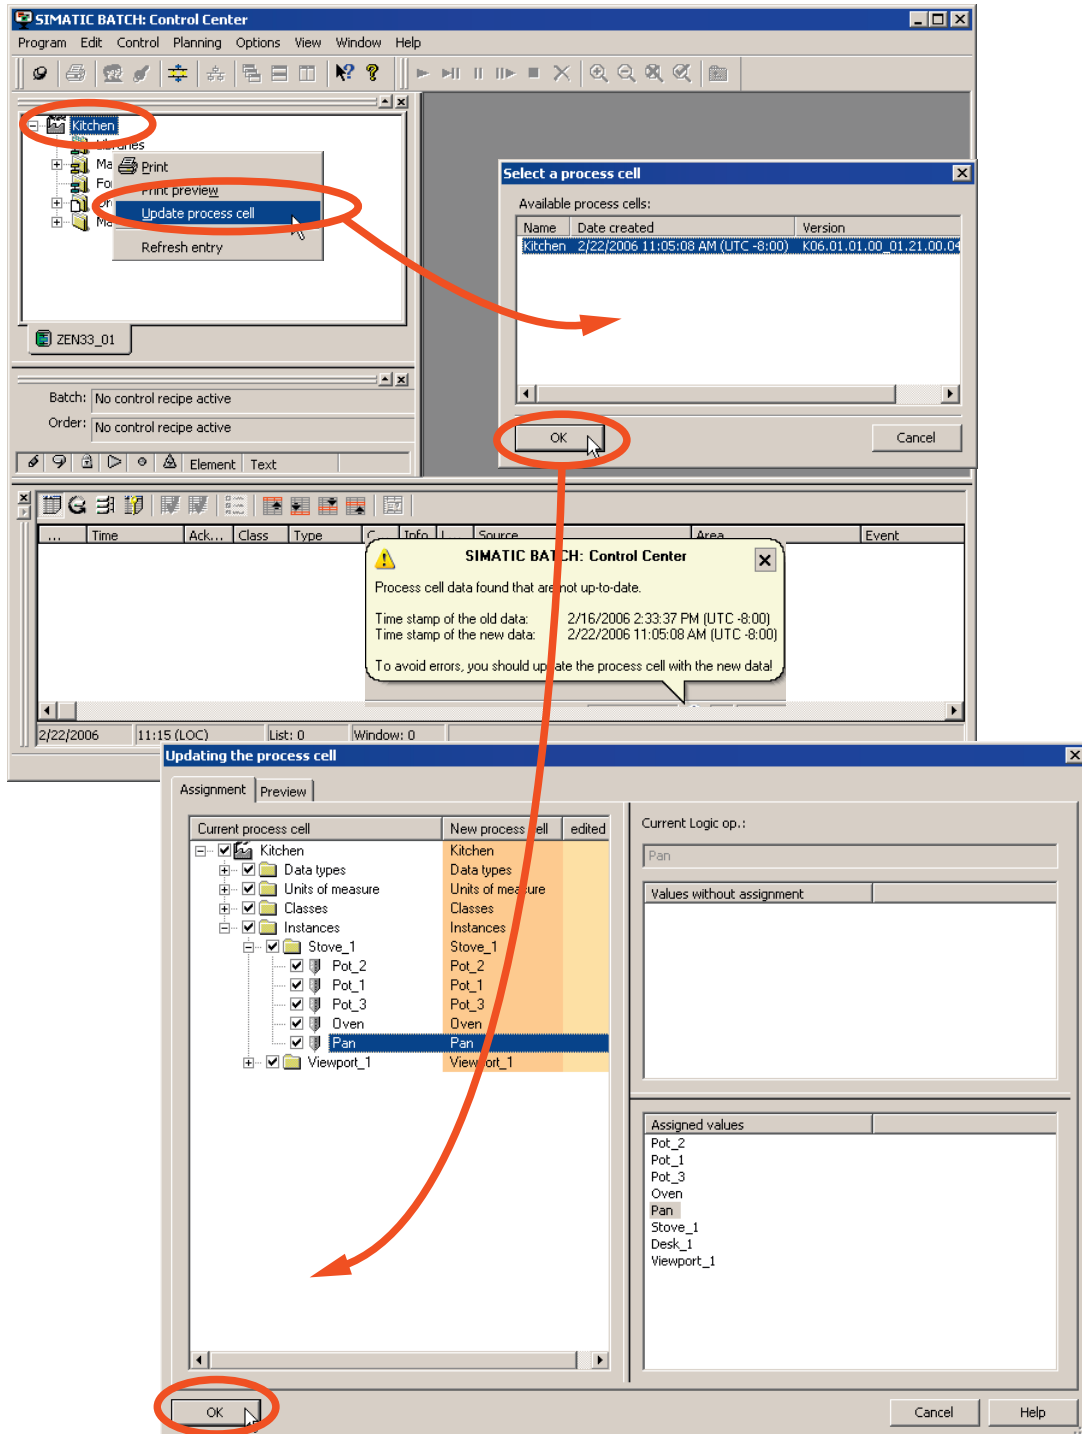 SIMATIC BATCH: Control Center
Program Edit Control Planning Options View Window Help
Kitchen
Libraries
Ma
Print
Fo
Print preview
Or
Update process cell
Ma
Refresh entry
ZEN33_01
Batch: No control recipe active
Order: No control recipe active
Element Text
Select a process cell
Available process cells:
Name Date created Version
Kitchen 2/22/2006 11:05:08 AM (UTC -8:00) K06.01.01.00_01.21.00.04
OK Cancel
... Time Ack... Class Type C... Info I... Source Area Event
SIMATIC BATCH: Control Center
Process cell data found that are not up-to-date.
Time stamp of the old data: 2/16/2006 2:33:37 PM (UTC -8:00)
Time stamp of the new data: 2/22/2006 11:05:08 AM (UTC -8:00)
To avoid errors, you should update the process cell with the new data!
2/22/2006 11:15 (LOC) List: 0 Window: 0
Updating the process cell
Assignment Preview
Current process cell New process cell edited
Kitchen Kitchen
Data types Data types
Units of measure Units of measure
Classes Classes
Instances Instances
Stove_1 Stove_1
Pot_2 Pot_2
Pot_1 Pot_1
Pot_3 Pot_3
Oven Oven
Pan Pan
Viewport_1 Viewport_1
Current Logic op.:
Pan
Values without assignment
Assigned values
Pot_2
Pot_1
Pot_3
Oven
Pan
Stove_1
Desk_1
Viewport_1
OK Cancel Help